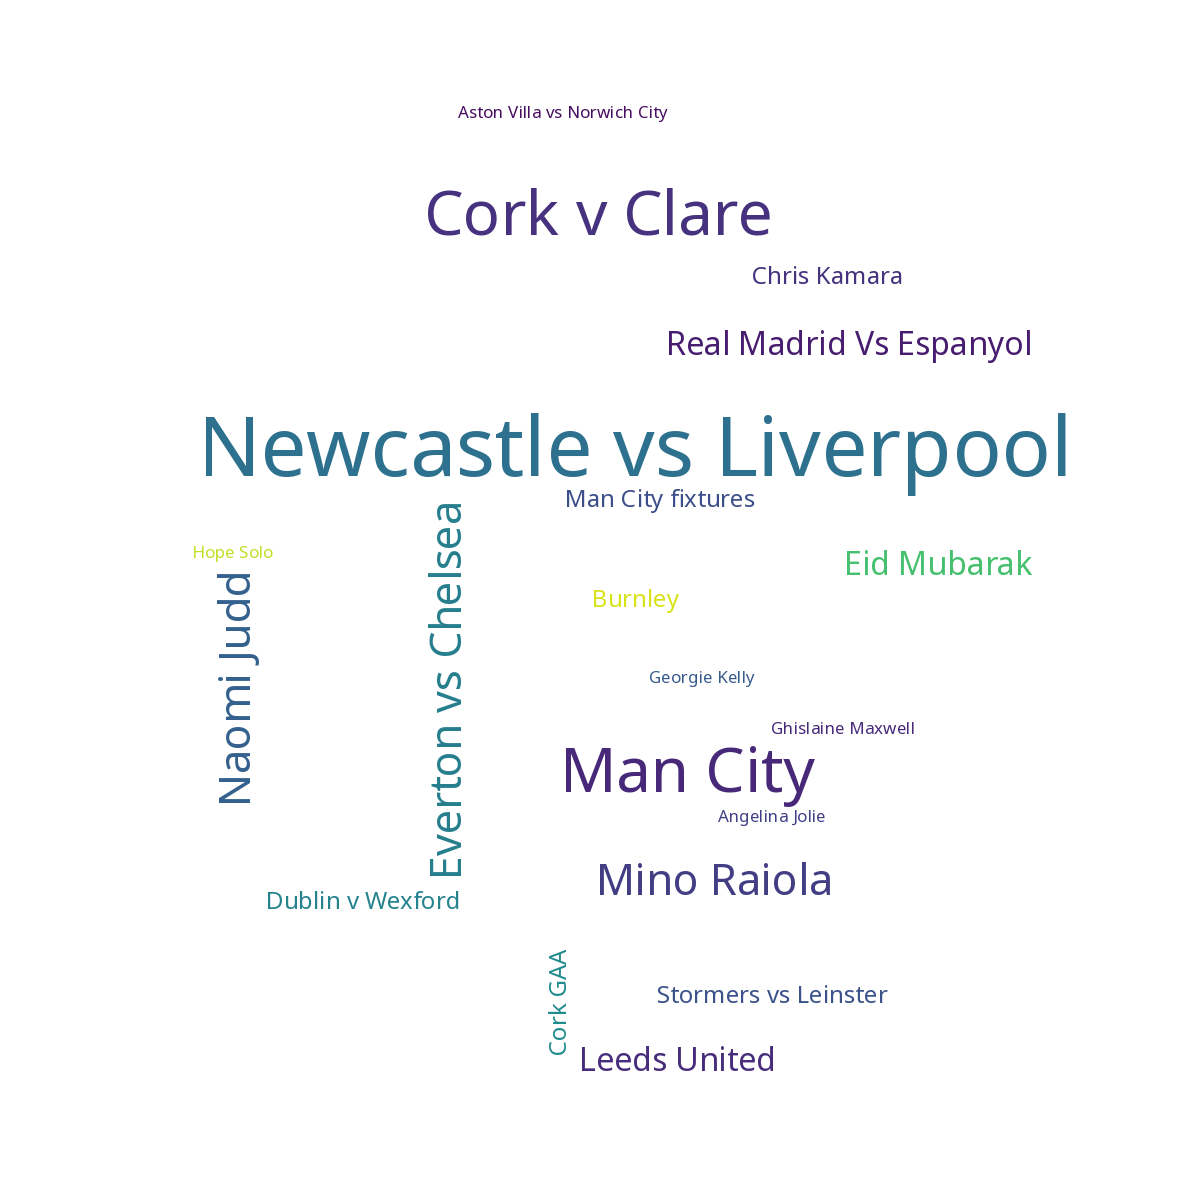 Aston Villa vs Norwich City
Cork v Clare
Chris Kamara
Real Madrid Vs Espanyol
Newcastle vs Liverpool
Man City fixtures
Everton vs Chelsea
Hope Solo
Eid Mubarak
Naomi Judd
Burnley
Georgie Kelly
Ghislaine Maxwell
Man City
Angelina Jolie
Mino Raiola
Dublin v Wexford
Cork GAA
Stormers vs Leinster
Leeds United